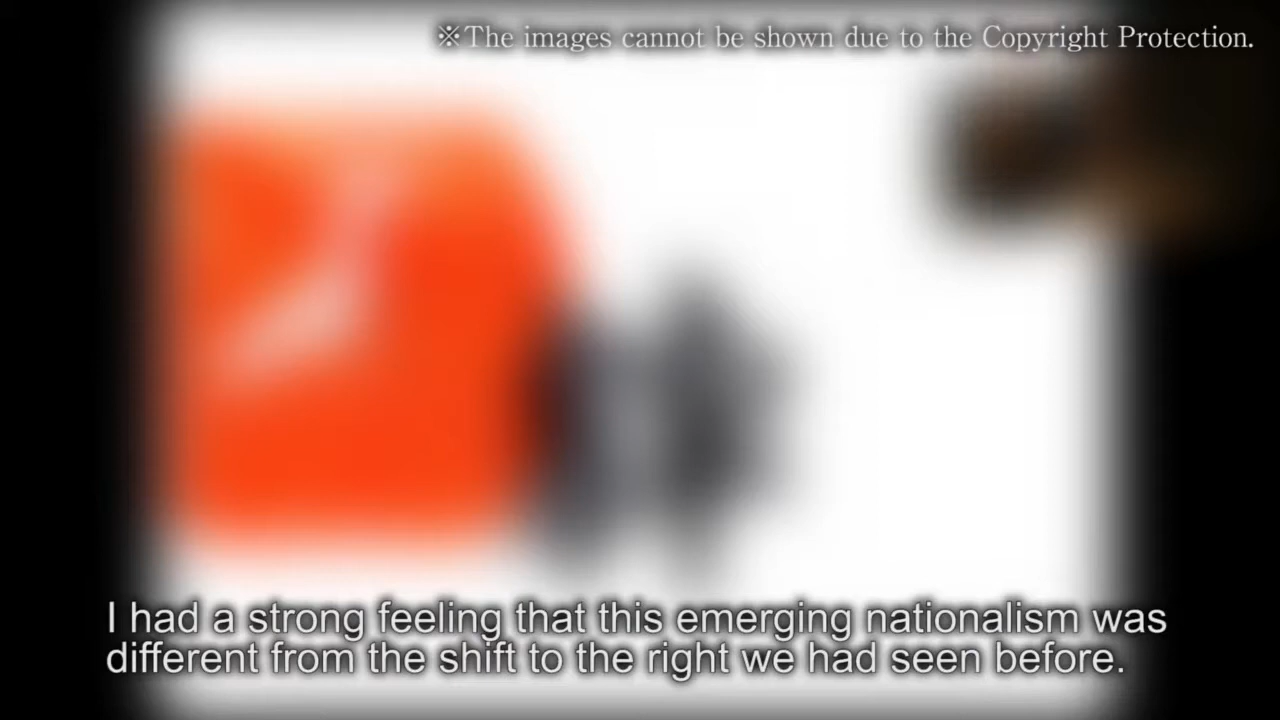 ※The images cannot be shown due to the Copyright Protection.
I had a strong feeling that this emerging nationalism was
different from the shift to the right we had seen before.